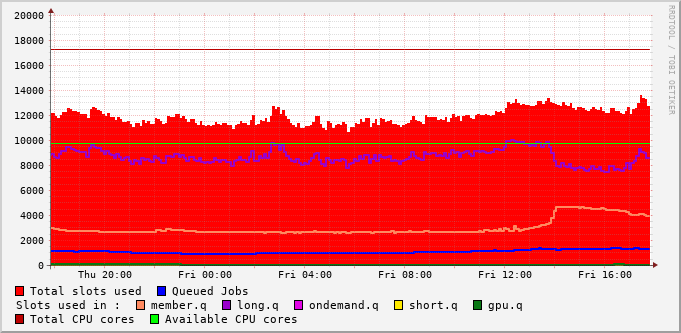 20000
18000
16000
14000
12000
10000
8000
6000
4000
2000
0
Thu 20:00 Fri 00:00 Fri 04:00 Fri 08:00 Fri 12:00 Fri 16:00
RRDTOOL / TOBI OETIKER
Total slots used Queued Jobs
Slots used in : member.q long.q ondemand.q short.q gpu.q
Total CPU cores Available CPU cores